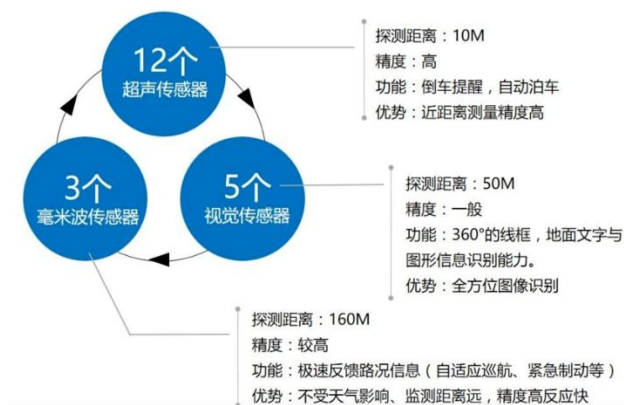 12个
超声传感器
探测距离：10M
精度：高
功能：倒车提醒，自动泊车
优势：近距离测量精度高
3个
毫米波传感器
5个
视觉传感器
探测距离：50M
精度：一般
功能：360°的线框，地面文字与
图形信息识别能力。
优势：全方位图像识别
探测距离：160M
精度：较高
功能：极速反馈路况信息（自适应巡航、紧急制动等）
优势：不受天气影响、监测距离远，精度高反应快